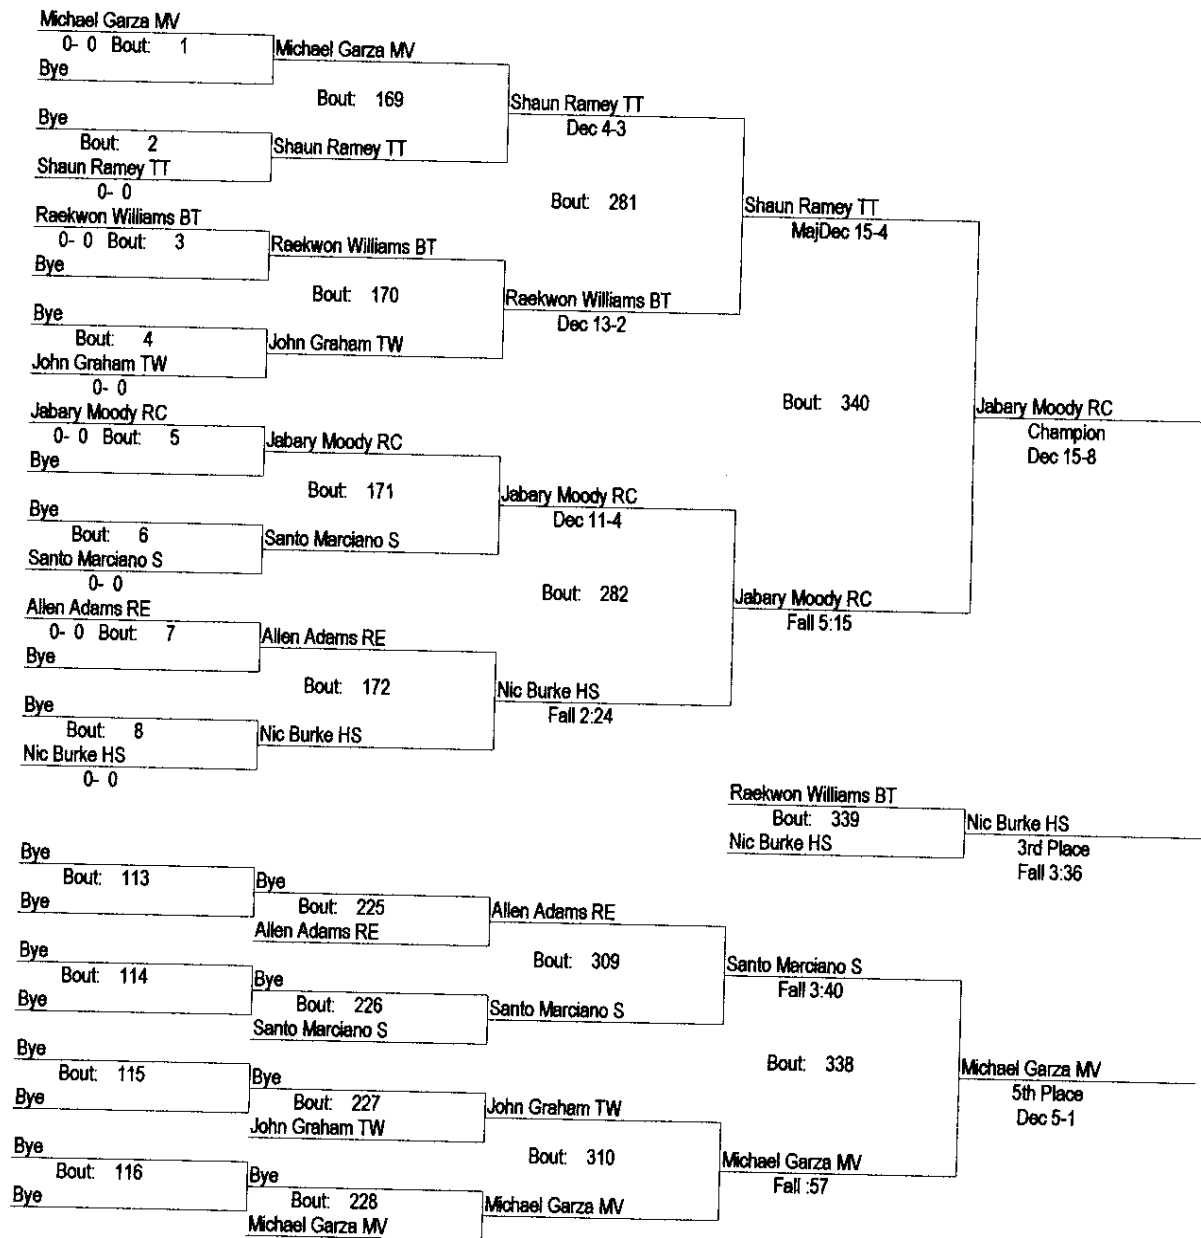 Michael Garza MV
0- 0 Bout: 1
Bye
Michael Garza MV
Bout: 169
Bye
Bout: 2
Shaun Ramey TT
0- 0
Shaun Ramey TT
Shaun Ramey TT
Dec 4-3
Bout: 281
Raekwon Williams BT
0- 0 Bout: 3
Bye
Raekwon Williams BT
Bout: 170
Bye
Bout: 4
John Graham TW
0- 0
John Graham TW
Raekwon Williams BT
Dec 13-2
Shaun Ramey TT
MajDec 15-4
Bout: 340
Jabary Moody RC
0- 0 Bout: 5
Bye
Jabary Moody RC
Bout: 171
Bye
Bout: 6
Santo Marciano S
0- 0
Santo Marciano S
Jabary Moody RC
Dec 11-4
Bout: 282
Allen Adams RE
0- 0 Bout: 7
Bye
Allen Adams RE
Bout: 172
Bye
Bout: 8
Nic Burke HS
0- 0
Nic Burke HS
Nic Burke HS
Fall 2:24
Jabary Moody RC
Fall 5:15
Jabary Moody RC
Champion
Dec 15-8
Raekwon Williams BT
Bout: 339
Nic Burke HS
Nic Burke HS
3rd Place
Fall 3:36
Bye
Bout: 113
Bye
Bye
Bout: 225
Allen Adams RE
Allen Adams RE
Bout: 309
Bye
Bout: 114
Bye
Bye
Bout: 226
Santo Marciano S
Santo Marciano S
Santo Marciano S
Fall 3:40
Bout: 338
Bye
Bout: 115
Bye
Bye
Bout: 227
John Graham TW
John Graham TW
Bout: 310
Bye
Bout: 116
Bye
Bye
Bout: 228
Michael Garza MV
Michael Garza MV
Michael Garza MV
Fall :57
Michael Garza MV
5th Place
Dec 5-1